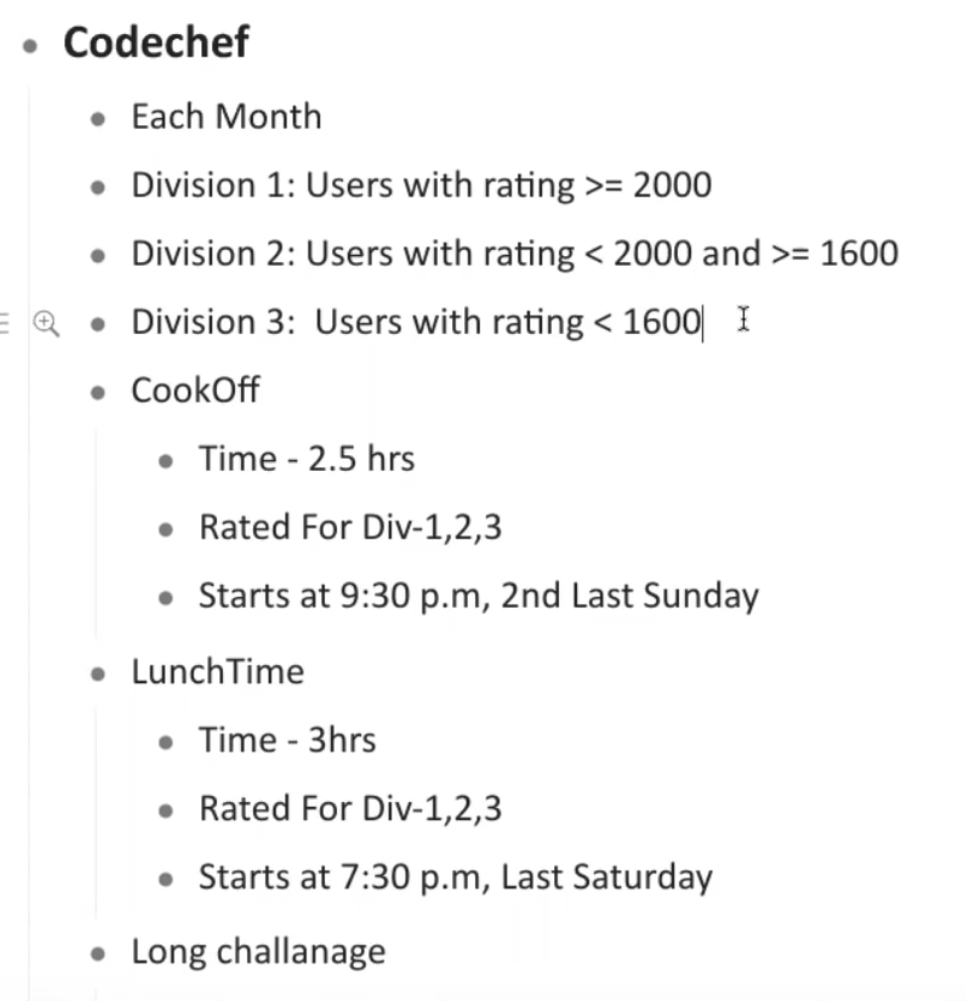 Codechef
Each Month
Division 1: Users with rating >= 2000
Division 2: Users with rating < 2000 and >= 1600
Division 3:  Users with rating < 1600
CookOff
Time - 2.5 hrs
Rated For Div-1,2,3
Starts at 9:30 p.m, 2nd Last Sunday
LunchTime
Time - 3hrs
Rated For Div-1,2,3
Starts at 7:30 p.m, Last Saturday
Long challanage